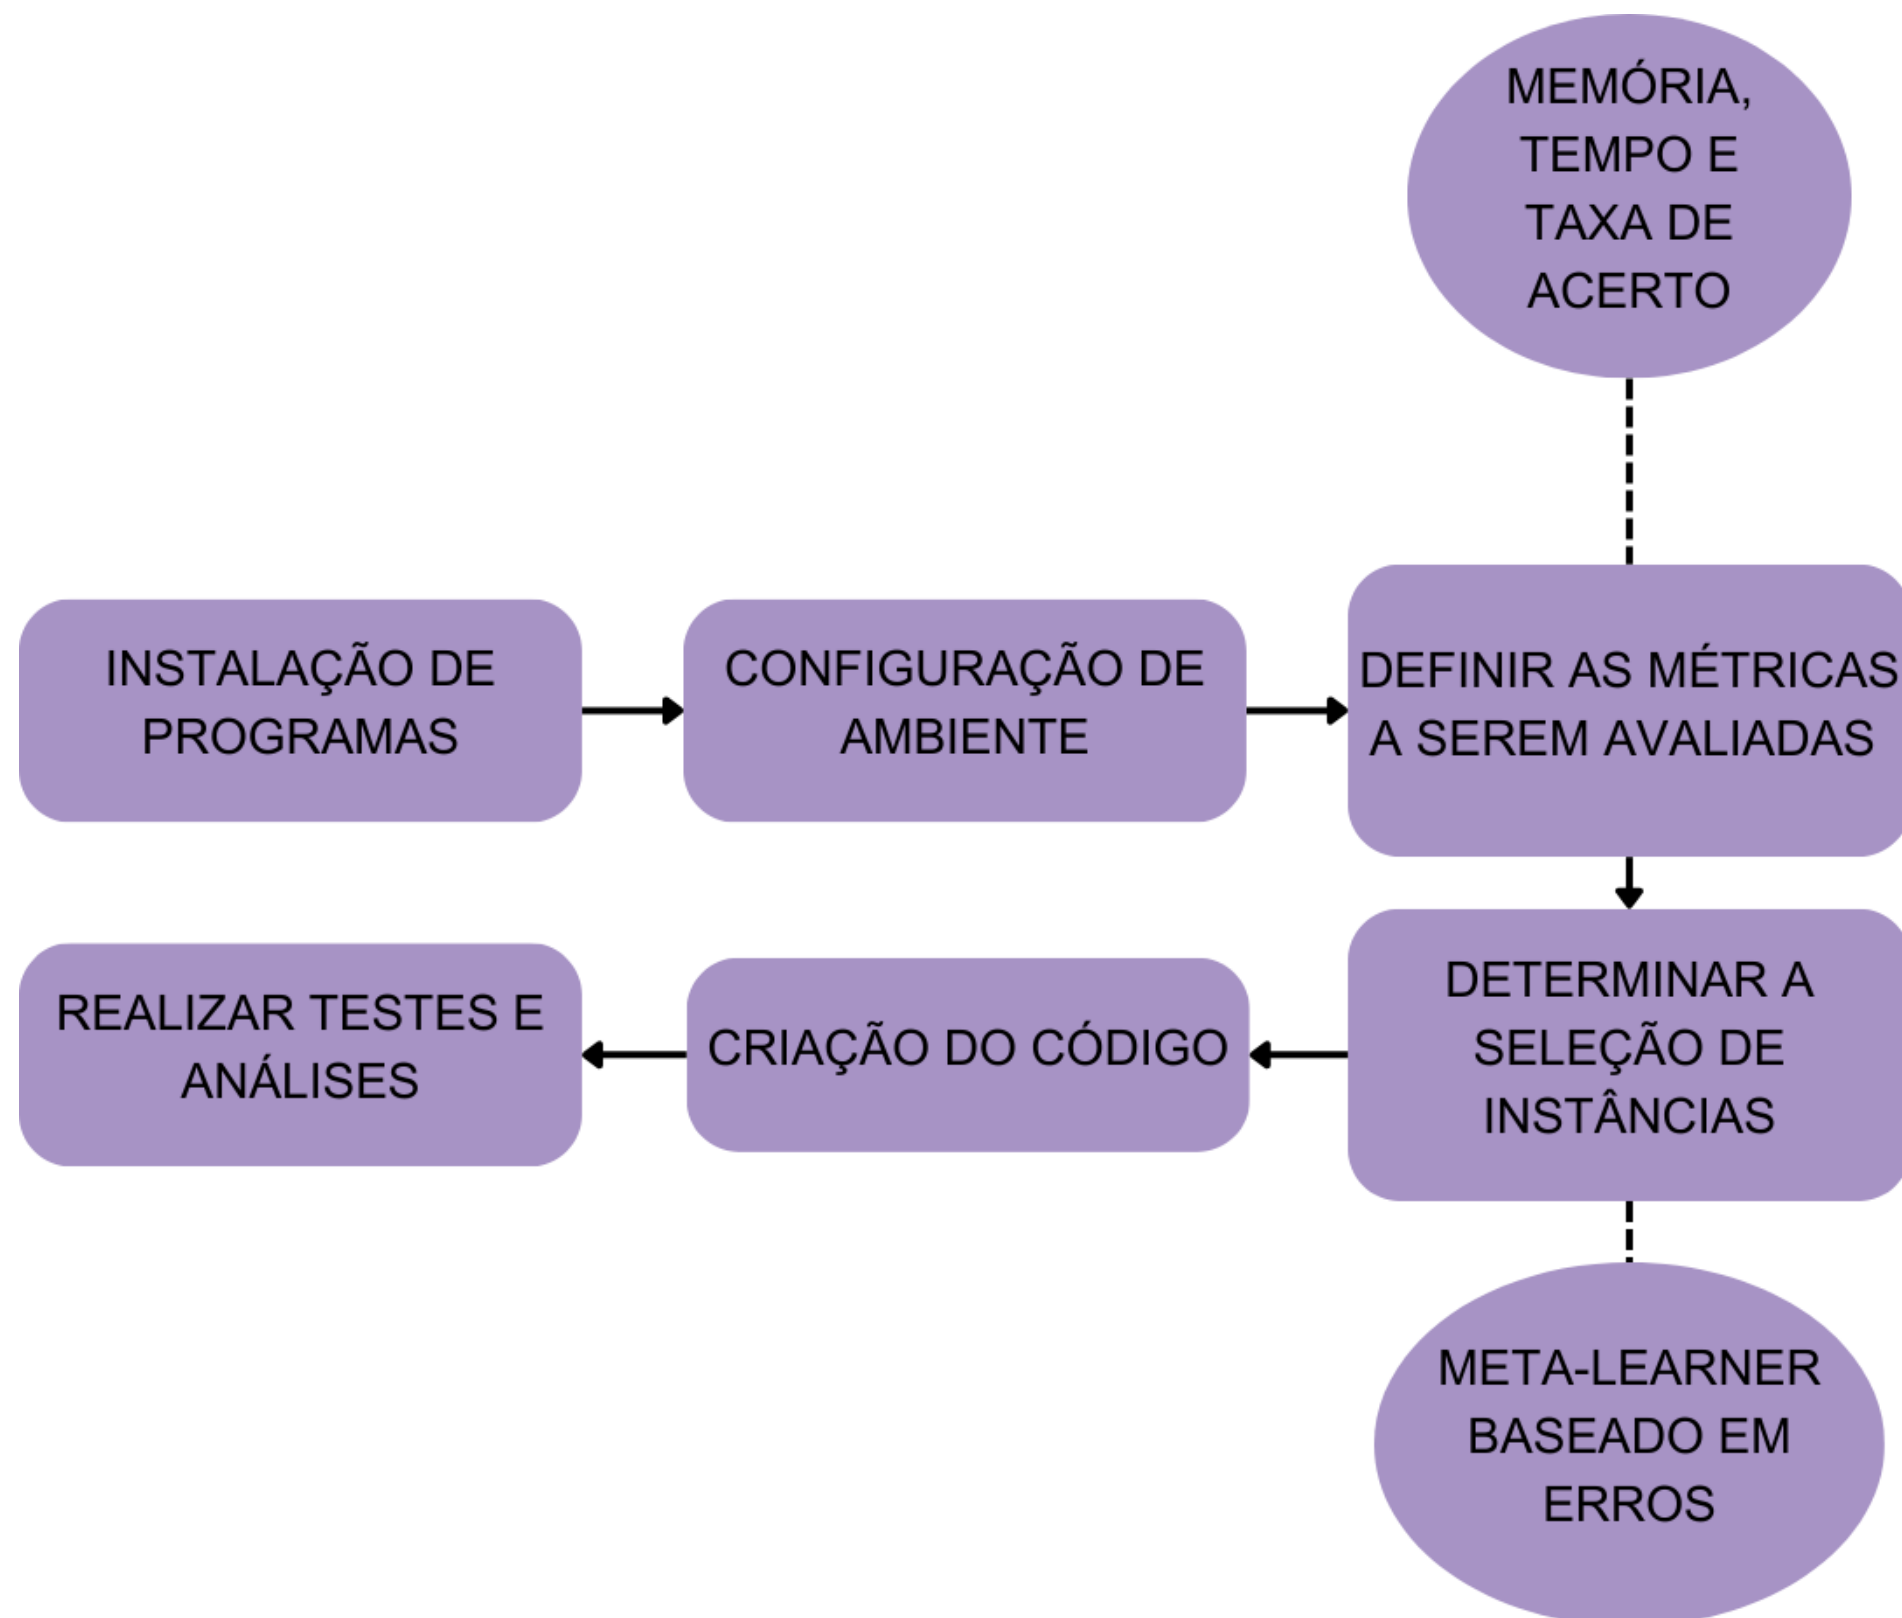 MEMÓRIA,
TEMPO E
TAXA DE
ACERTO
INSTALAÇÃO DE
PROGRAMAS
CONFIGURAÇÃO DE
AMBIENTE
DEFINIR AS MÉTRICAS
A SEREM AVALIADAS
DETERMINAR A
SELEÇÃO DE
INSTÂNCIAS
CRIAÇÃO DO CÓDIGO
REALIZAR TESTES E
ANÁLISES
META-LEARNER
BASEADO EM
ERROS